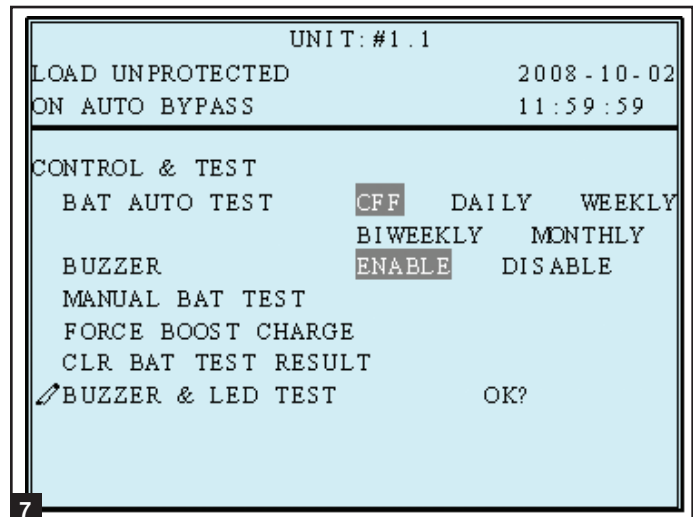 UNIT:#1.1
LOAD UNPROTECTED 2008-10-02
ON AUTO BYPASS 11:59:59
CONTROL & TEST
BAT AUTO TEST CFF DAILY WEEKLY
BIWEEKLY MONTHLY
BUZZER ENABLE DISABLE
MANUAL BAT TEST
FORCE BOOST CHARGE
CLR BAT TEST RESULT
BUZZER & LED TEST OK?
7